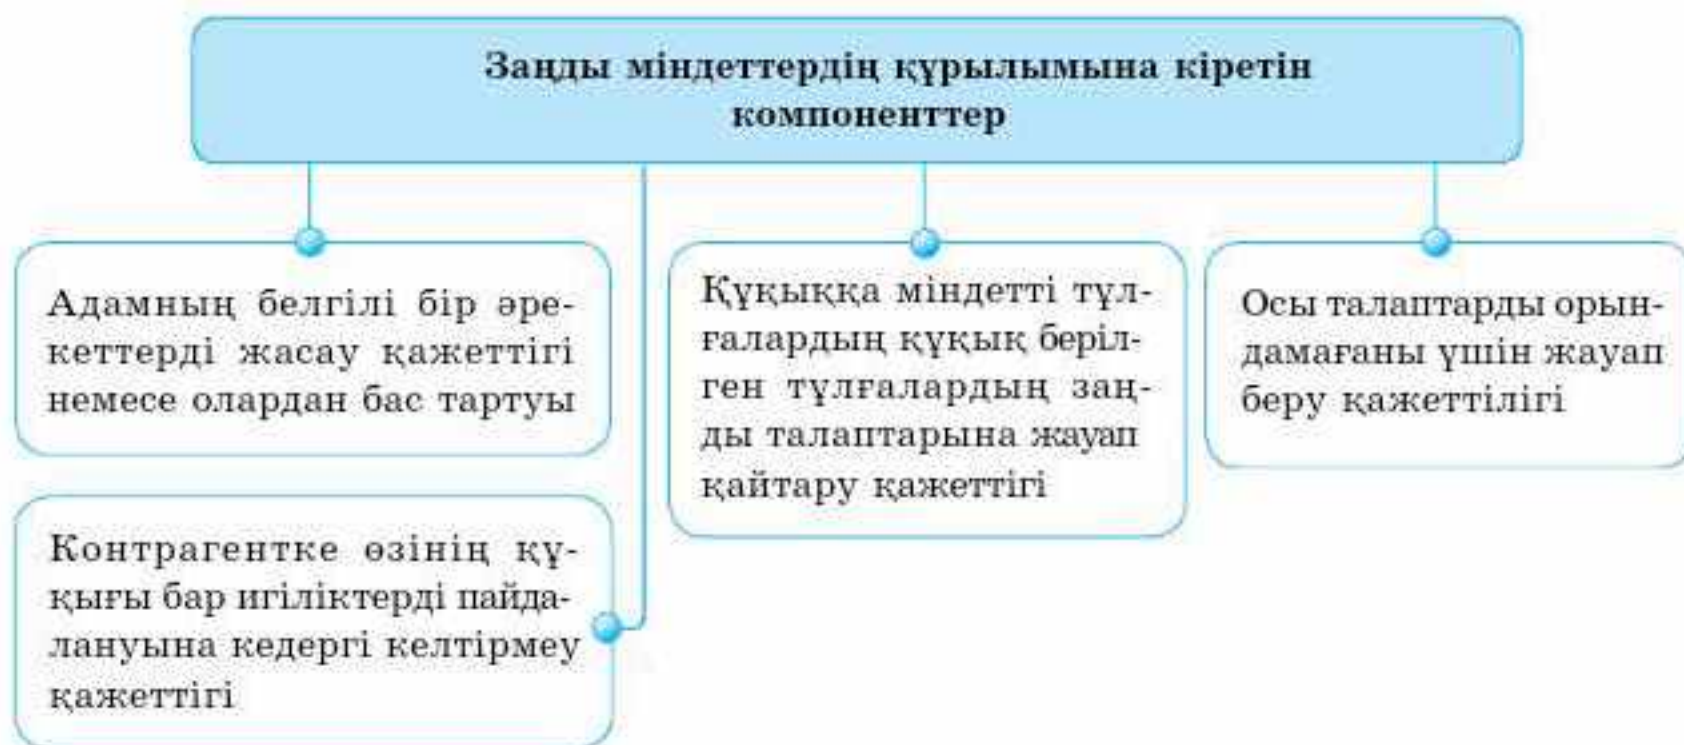 Заңды міндеттердің құрылымына кіретін
компоненттер
Адамның белгілі бір әре-
кеттерді жасау қажеттігі
немесе олардан бас тартуы
Контрагентке өзінің құ-
қығы бар игіліктерді пайда-
лануына кедергі келтірмеу
қажеттігі
Құқыққа міндетті тұл-
ғалардың құқық беріл-
ген тұлғалардың заң-
ды талаптарына жауап
қайтару қажеттігі
Осы талаптарды орын-
дамағаны үшін жауап
беру қажеттілігі